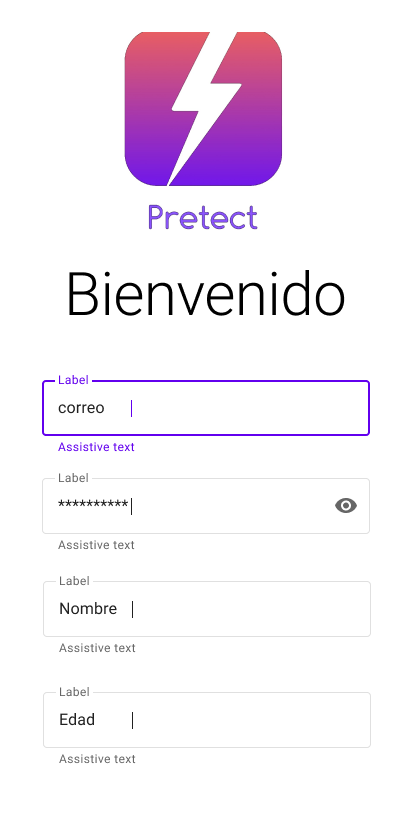 Pretect
Bienvenido
Label
correo
Assistive text
Label
**********
Assistive text
Label
Nombre
Assistive text
Label
Edad
Assistive text